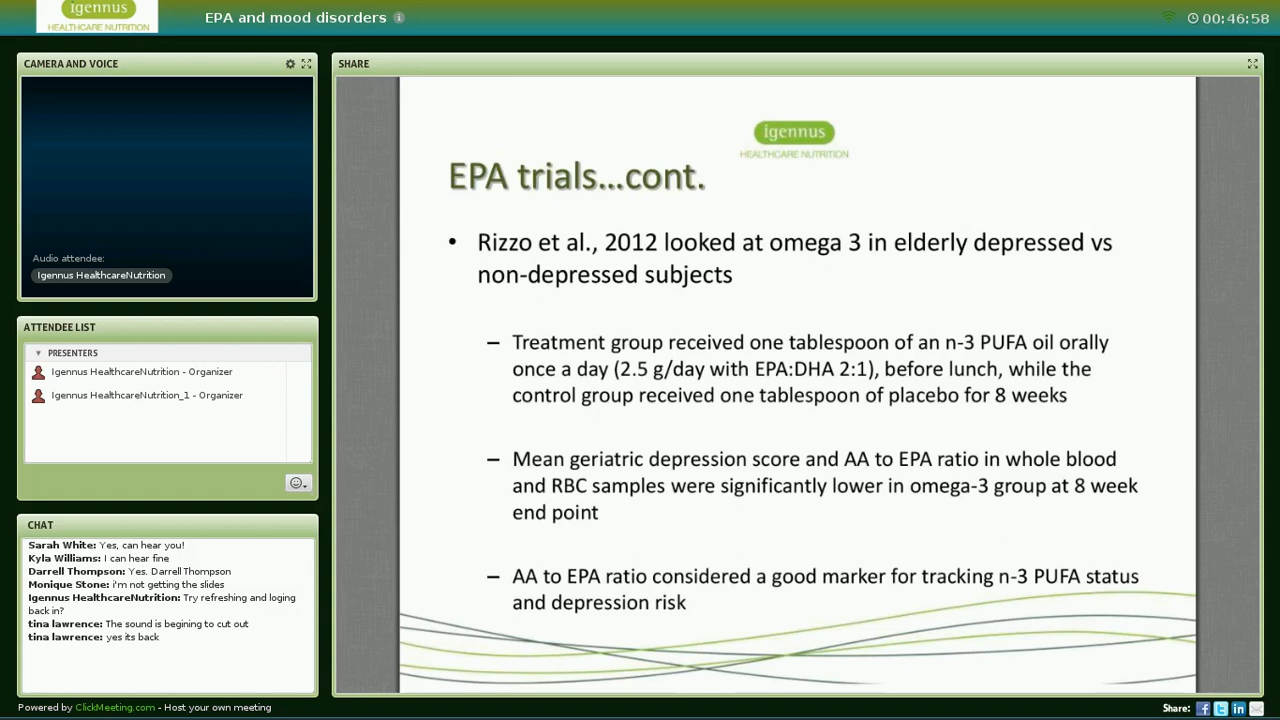 igennus
HEALTHCARE NUTRITION
EPA and mood disorders
00:46:58
CAMERA AND VOICE
Audio attendee:
Igennus HealthcareNutrition
ATTENDEE LIST
PRESENTERS
Igennus HealthcareNutrition - Organizer
Igennus HealthcareNutrition_1 - Organizer
CHAT
Sarah White: Yes, can hear you!
Kyla Williams: I can hear fine
Darrell Thompson: Yes. Darrell Thompson
Monique Stone: i'm not getting the slides
Igennus HealthcareNutrition: Try refreshing and loging
back in?
tina lawrence: The sound is begining to cut out
tina lawrence: yes its back
SHARE
igennus
HEALTHCARE NUTRITION
EPA trials...cont.
• Rizzo et al., 2012 looked at omega 3 in elderly depressed vs
non-depressed subjects
– Treatment group received one tablespoon of an n-3 PUFA oil orally
once a day (2.5 g/day with EPA:DHA 2:1), before lunch, while the
control group received one tablespoon of placebo for 8 weeks
– Mean geriatric depression score and AA to EPA ratio in whole blood
and RBC samples were significantly lower in omega-3 group at 8 week
end point
– AA to EPA ratio considered a good marker for tracking n-3 PUFA status
and depression risk
Powered by ClickMeeting.com - Host your own meeting
Share: